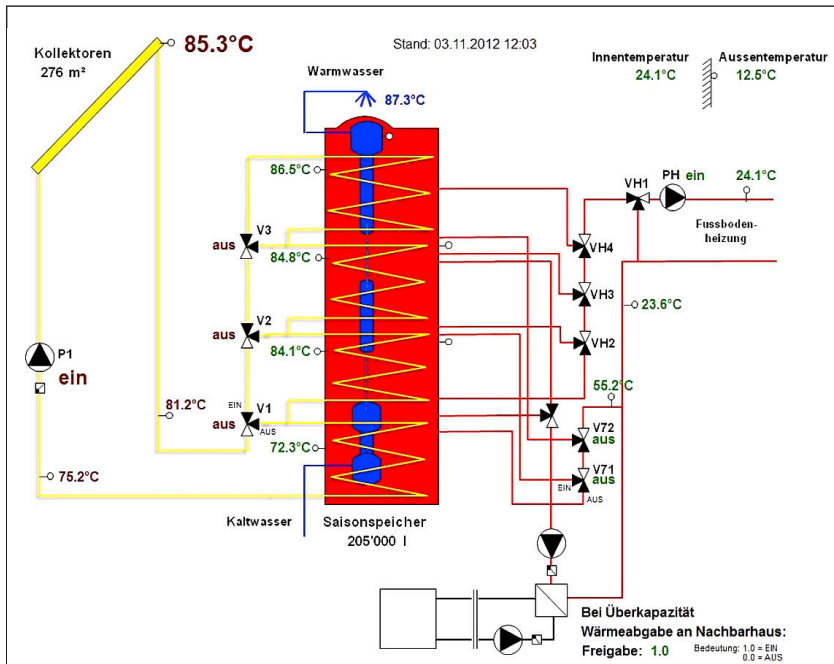 Kollektoren
276 m²
85.3°C
Stand: 03.11.2012 12:03
Innentemperatur
24.1°C
Aussentemperatur
12.5°C
Warmwasser
87.3°C
86.5°C
VH1
PH ein
24.1°C
Fussboden-
heizung
V3
aus
84.8°C
VH4
VH3
23.6°C
V2
aus
84.1°C
VH2
P1
ein
81.2°C
EIN
V1
aus
AUS
55.2°C
72.3°C
V72
aus
V71
aus
EIN
AUS
75.2°C
Kaltwasser
Saisonspeicher
205'000 l
Bei Überkapazität
Wärmeabgabe an Nachbarhaus:
Freigabe: 1.0
Bedeutung: 1.0 = EIN
0.0 = AUS